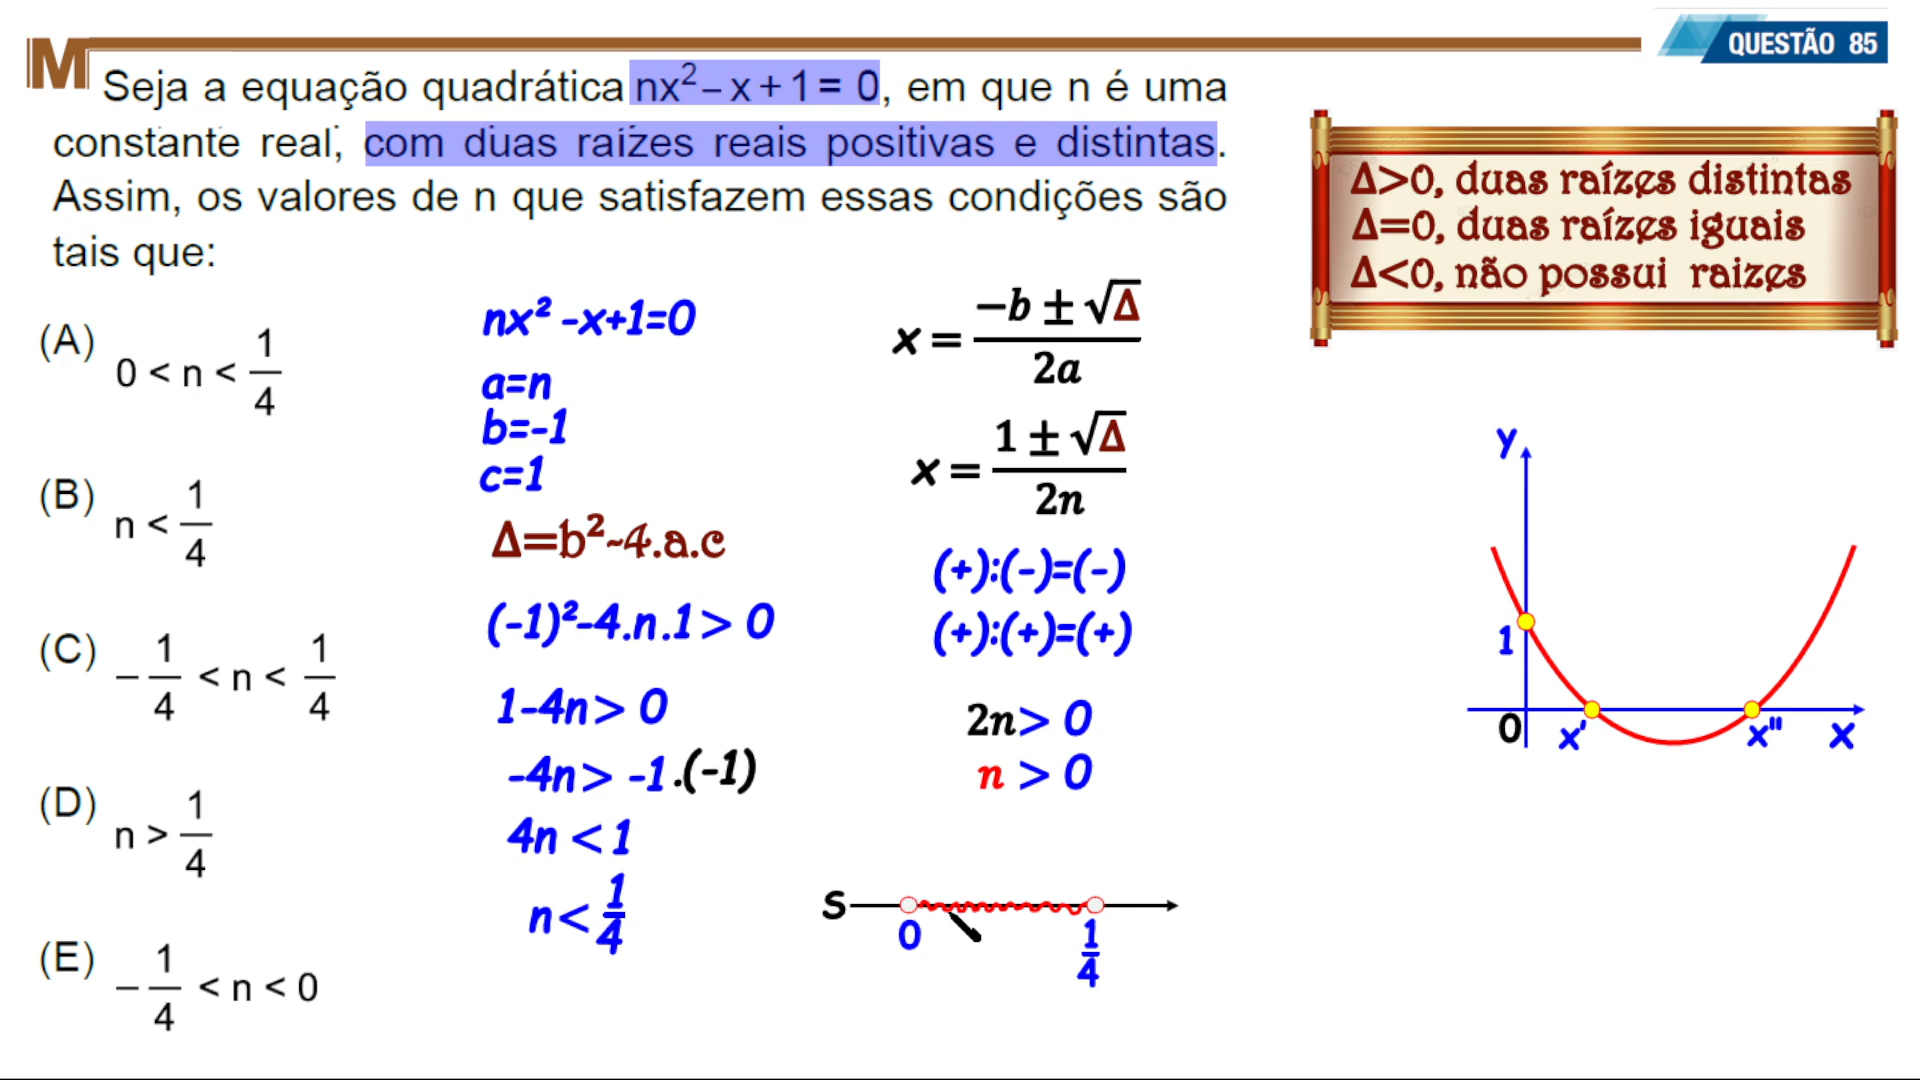 M
QUESTÃO 85
Seja a equação quadrática nx² – x + 1 = 0, em que n é uma
constante real, com duas raízes reais positivas e distintas.
Assim, os valores de n que satisfazem essas condições são
tais que:
(A) 0 < n < 1/4
(B) n < 1/4
(C) – 1/4 < n < 1/4
(D) n > 1/4
(E) – 1/4 < n < 0
nx² -x+1=0
a=n
b=-1
c=1
Δ=b²-4.a.c
(-1)²-4.n.1> 0
1-4n> 0
-4n> -1 .(-1)
4n < 1
n< 1/4
x = (−b ± √Δ)/2a
x = (1 ± √Δ)/2n
(+):(-)=(-)
(+):(+)=(+)
2n> 0
n > 0
S
0
1/4
Δ>0, duas raízes distintas
Δ=0, duas raízes iguais
Δ<0, não possui raizes
y
1
0
x'
x"
x